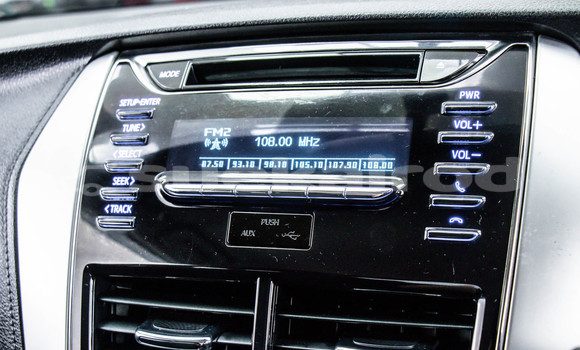 MODE
SETUP•ENTER
TUNE>
<SELECT
SEEK>
<TRACK
FM2
108.00 MHz
87.50 93.10 98.10 105.10 107.90 108.00
PUSH
AUX
PWR
VOL+
VOL−